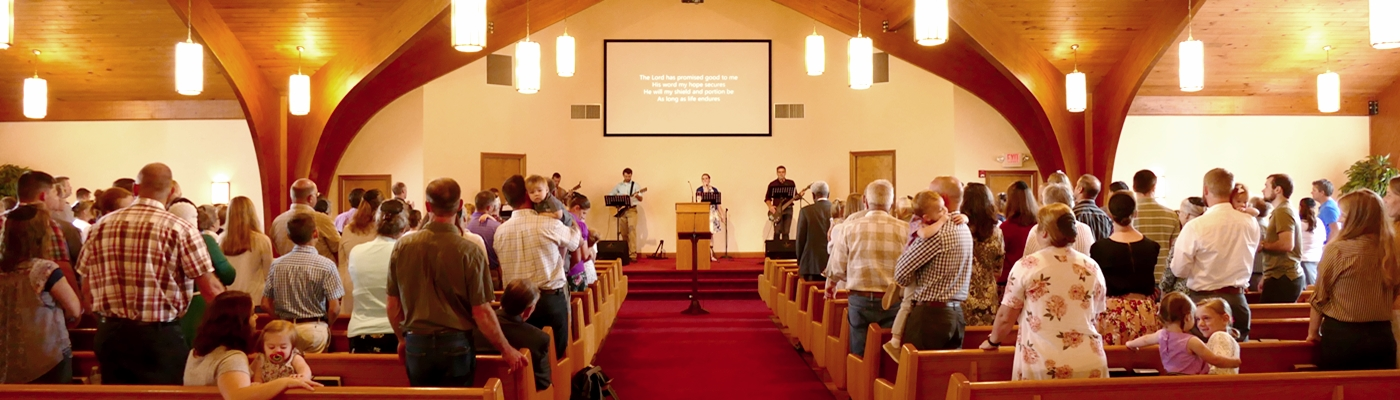 The Lord has promised good to me
His word my hope secures
He will my shield and portion be
As long as life endures
EXIT